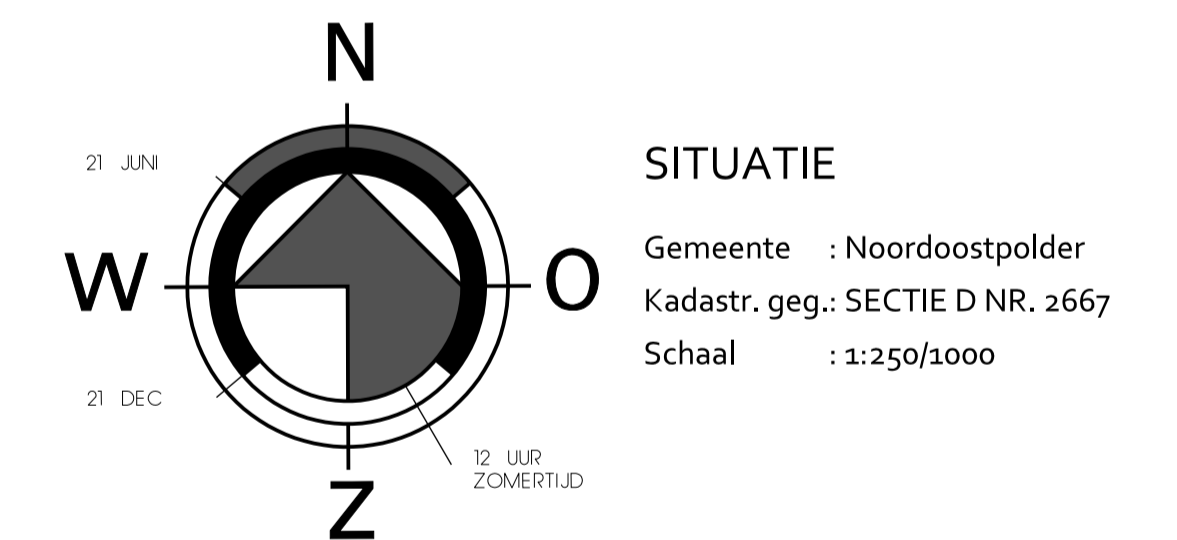 N
21 JUNI
W
O
21 DEC
12 UUR
ZOMERTIJD
Z
SITUATIE
Gemeente : Noordoostpolder
Kadastr. geg.: SECTIE D NR. 2667
Schaal : 1:250/1000